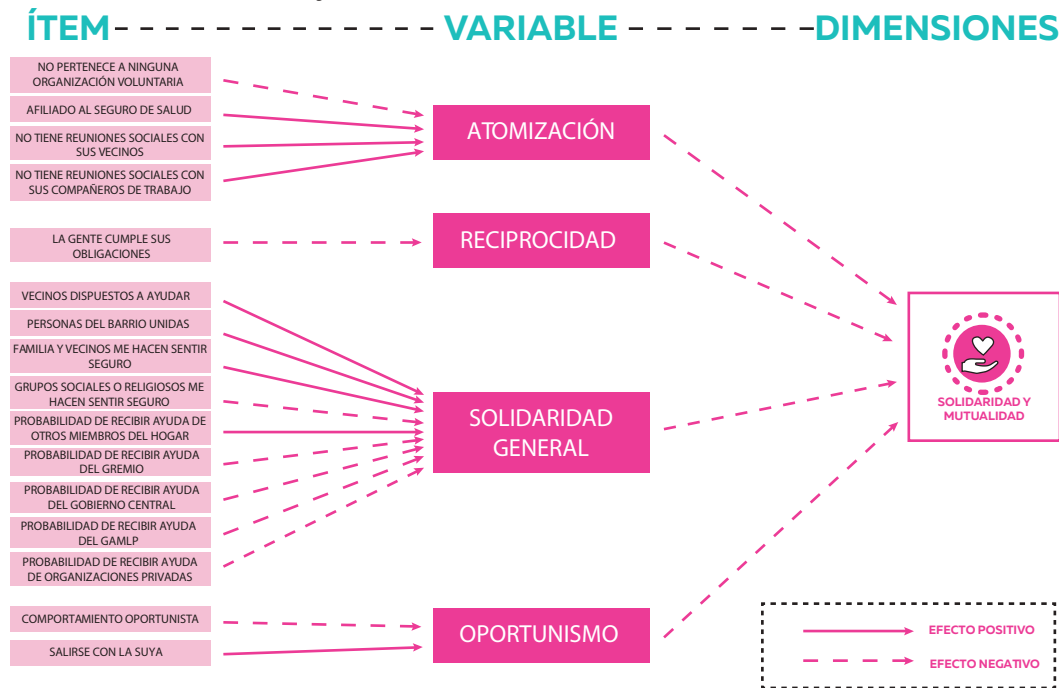 ÍTEM VARIABLE DIMENSIONES
NO PERTENECE A NINGUNA
ORGANIZACIÓN VOLUNTARIA
AFILIADO AL SEGURO DE SALUD
NO TIENE REUNIONES SOCIALES CON
SUS VECINOS
NO TIENE REUNIONES SOCIALES CON
SUS COMPAÑEROS DE TRABAJO
ATOMIZACIÓN
LA GENTE CUMPLE SUS
OBLIGACIONES
RECIPROCIDAD
VECINOS DISPUESTOS A AYUDAR
PERSONAS DEL BARRIO UNIDAS
FAMILIA Y VECINOS ME HACEN SENTIR
SEGURO
GRUPOS SOCIALES O RELIGIOSOS ME
HACEN SENTIR SEGURO
PROBABILIDAD DE RECIBIR AYUDA DE
OTROS MIEMBROS DEL HOGAR
PROBABILIDAD DE RECIBIR AYUDA
DEL GREMIO
PROBABILIDAD DE RECIBIR AYUDA
DEL GOBIERNO CENTRAL
PROBABILIDAD DE RECIBIR AYUDA
DEL GAMLP
PROBABILIDAD DE RECIBIR AYUDA
DE ORGANIZACIONES PRIVADAS
SOLIDARIDAD
GENERAL
SOLIDARIDAD Y
MUTUALIDAD
COMPORTAMIENTO OPORTUNISTA
SALIRSE CON LA SUYA
OPORTUNISMO
EFECTO POSITIVO
EFECTO NEGATIVO